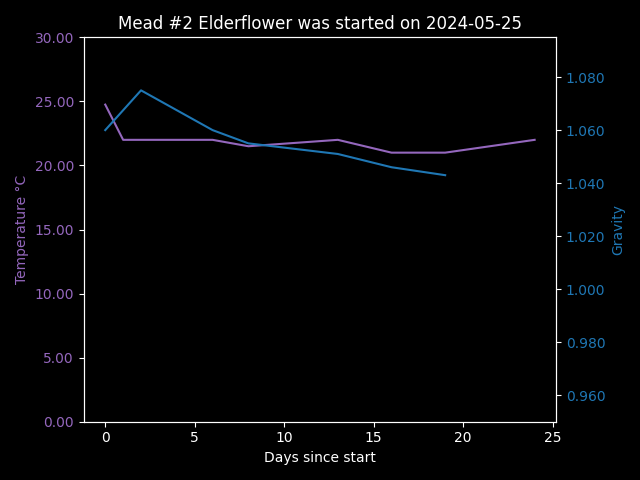 Mead #2 Elderflower was started on 2024-05-25
30.00
25.00
20.00
15.00
10.00
5.00
0.00
Temperature °C
1.080
1.060
1.040
1.020
1.000
0.980
0.960
Gravity
0 5 10 15 20 25
Days since start